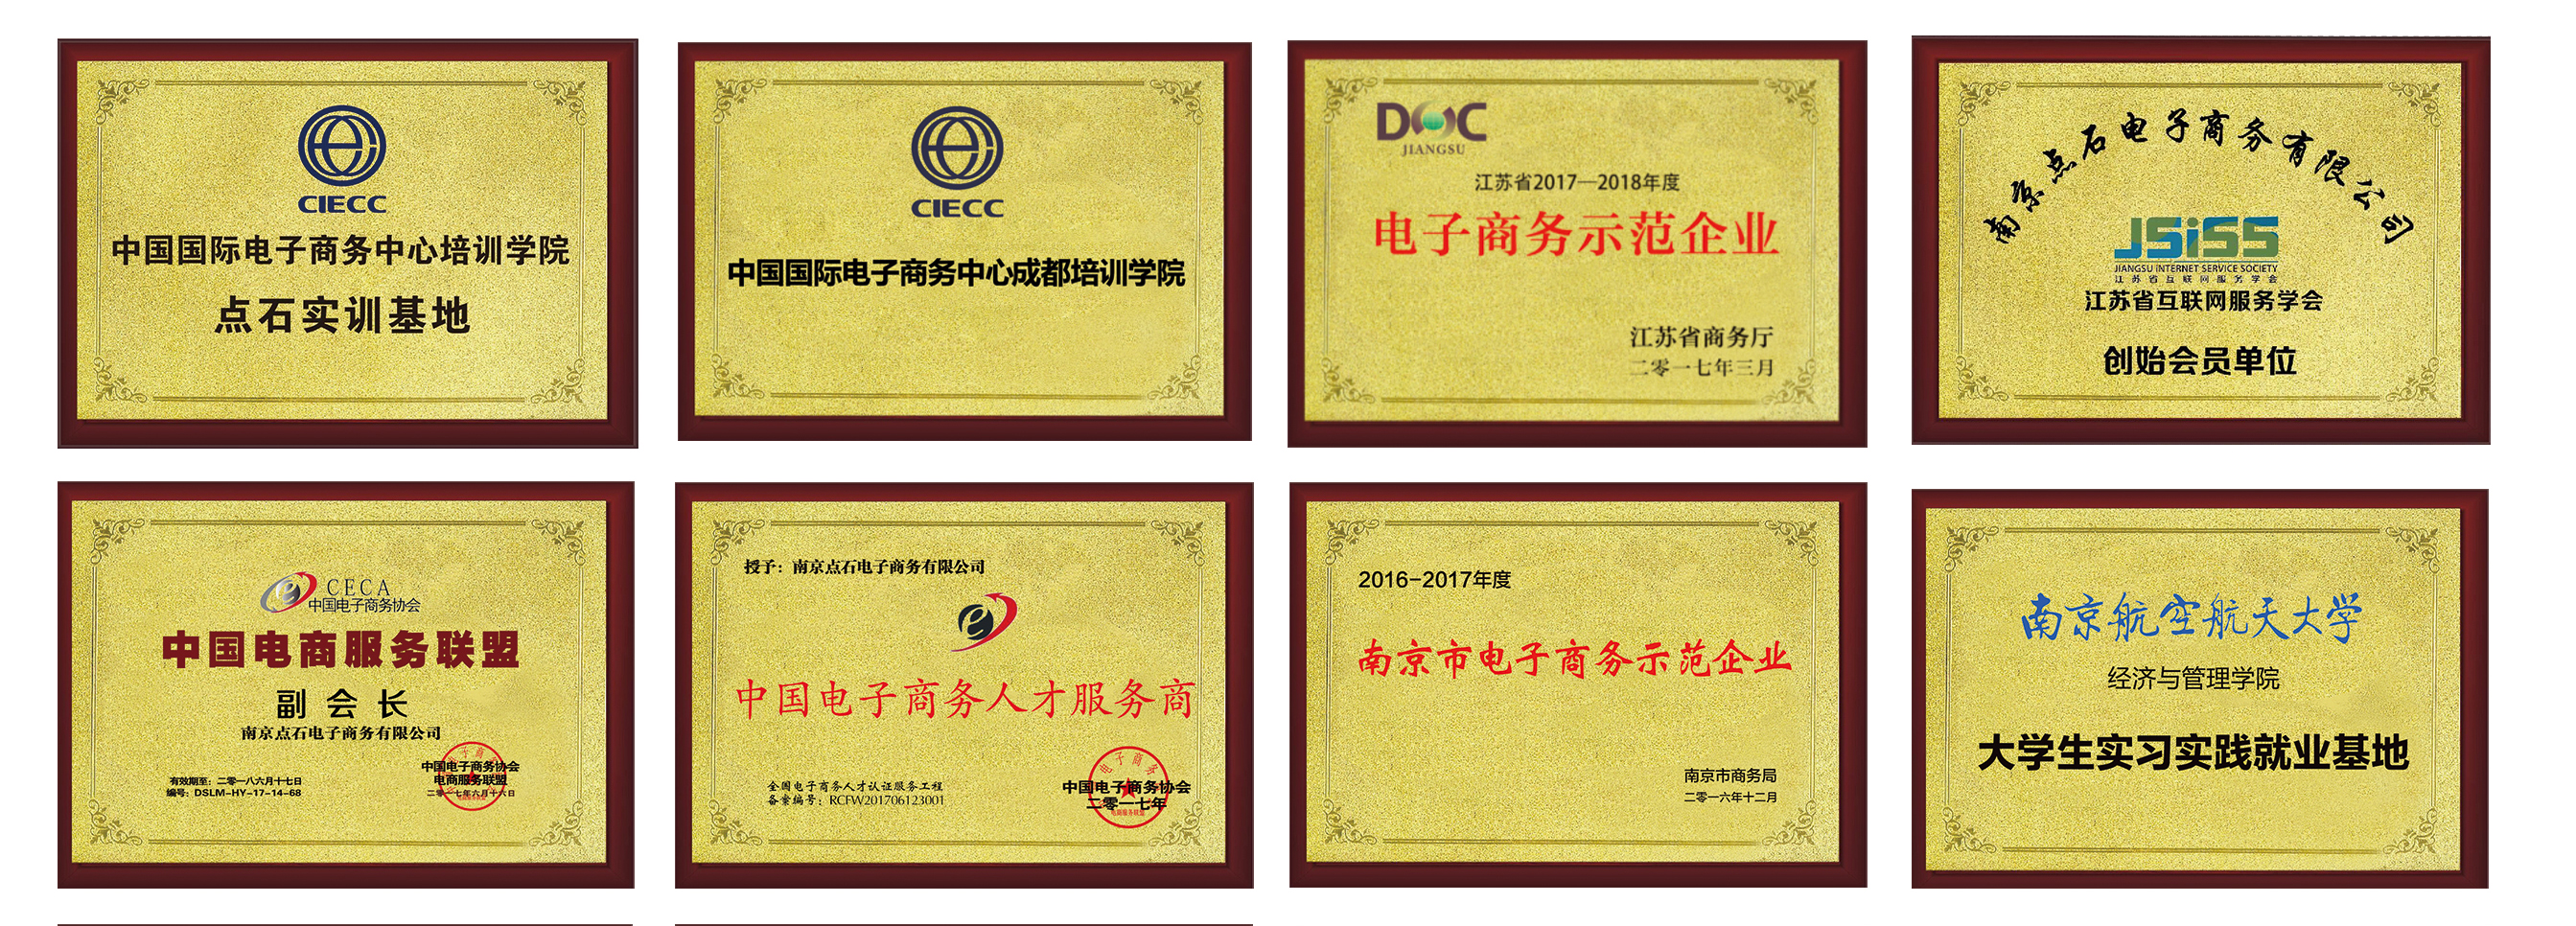 CIECC
中国国际电子商务中心培训学院
点石实训基地
CIECC
中国国际电子商务中心成都培训学院
DOC
JIANGSU
江苏省2017—2018年度
电子商务示范企业
江苏省商务厅
二零一七年三月
南京点石电子商务有限公司
JSISS
JIANGSU INTERNET SERVICE SOCIETY
江苏省互联网服务学会
江苏省互联网服务学会
创始会员单位
CECA
中国电子商务协会
中国电商服务联盟
副会长
南京点石电子商务有限公司
有效期至：二零一八六月十七日
编号：DSLM-HY-17-14-68
中国电子商务协会
电商服务联盟
二零一七年六月十六日
授予：南京点石电子商务有限公司
中国电子商务人才服务商
全国电子商务人才认证服务工程
备案编号：RCFW201706123001
中国电子商务协会
二零一七年
电商服务联盟
2016-2017年度
南京市电子商务示范企业
南京市商务局
二零一六年十二月
南京航空航天大学
经济与管理学院
大学生实习实践就业基地